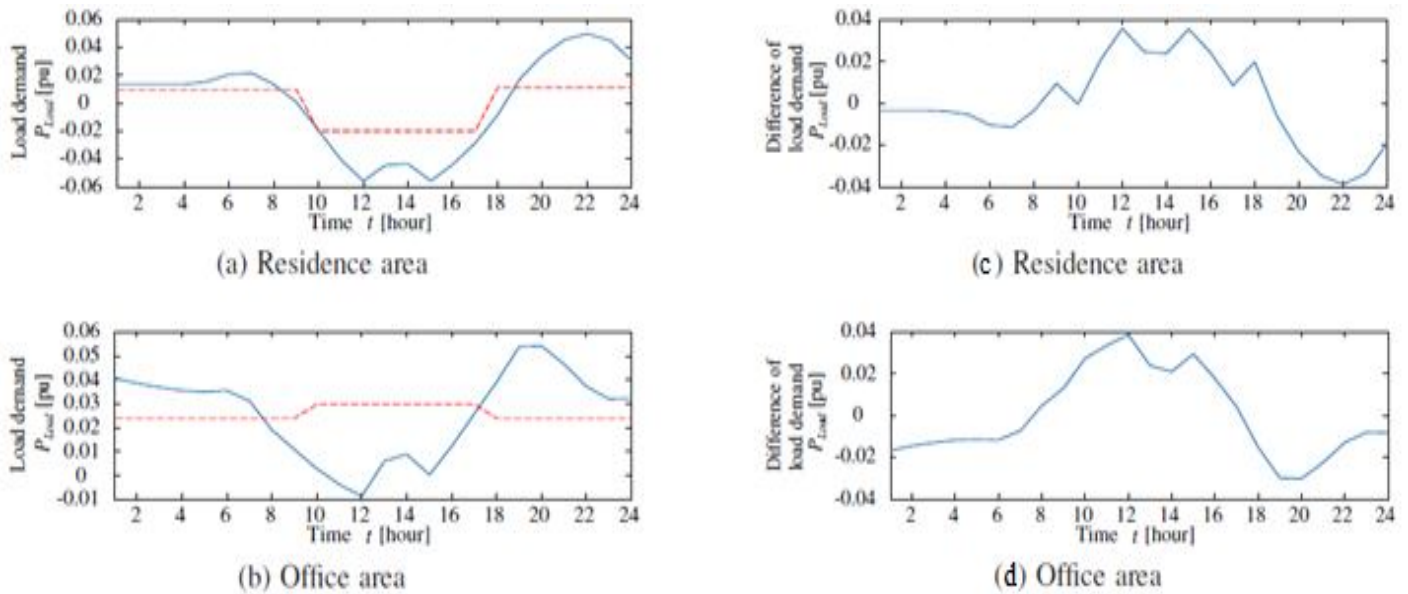 0.06
0.04
0.02
0
-0.02
-0.04
-0.06
Load demand
P_Load [pu]
2 4 6 8 10 12 14 16 18 20 22 24
Time t [hour]
(a) Residence area
0.04
0.02
0
-0.02
-0.04
Difference of
load demand
P_Load [pu]
2 4 6 8 10 12 14 16 18 20 22 24
Time t [hour]
(c) Residence area
0.06
0.05
0.04
0.03
0.02
0.01
0
-0.01
Load demand
P_Load [pu]
2 4 6 8 10 12 14 16 18 20 22 24
Time t [hour]
(b) Office area
0.04
0.02
0
-0.02
-0.04
Difference of
load demand
P_Load [pu]
2 4 6 8 10 12 14 16 18 20 22 24
Time t [hour]
(d) Office area